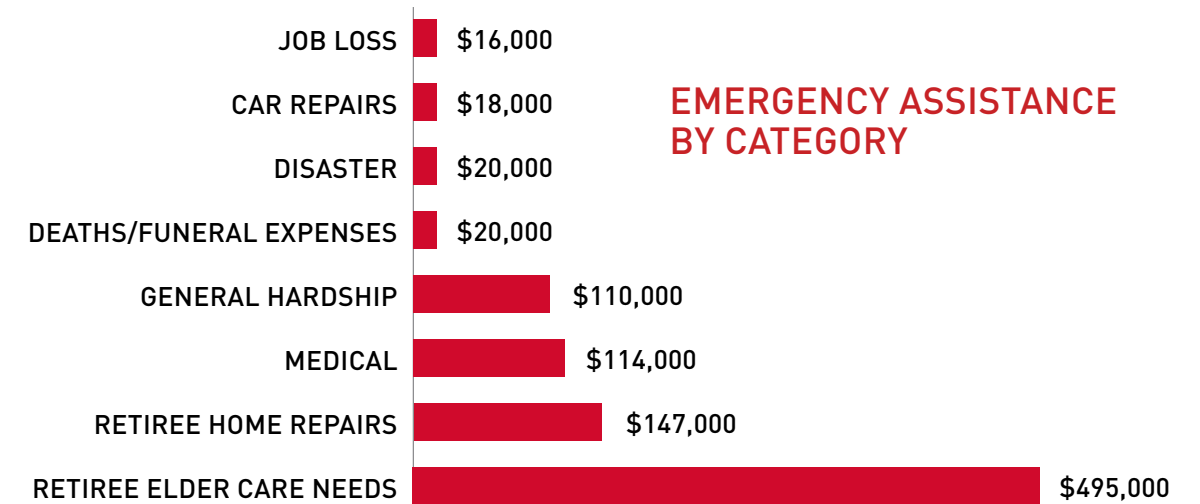 JOB LOSS $16,000
CAR REPAIRS $18,000
EMERGENCY ASSISTANCE
BY CATEGORY
DISASTER $20,000
DEATHS/FUNERAL EXPENSES $20,000
GENERAL HARDSHIP $110,000
MEDICAL $114,000
RETIREE HOME REPAIRS $147,000
RETIREE ELDER CARE NEEDS $495,000